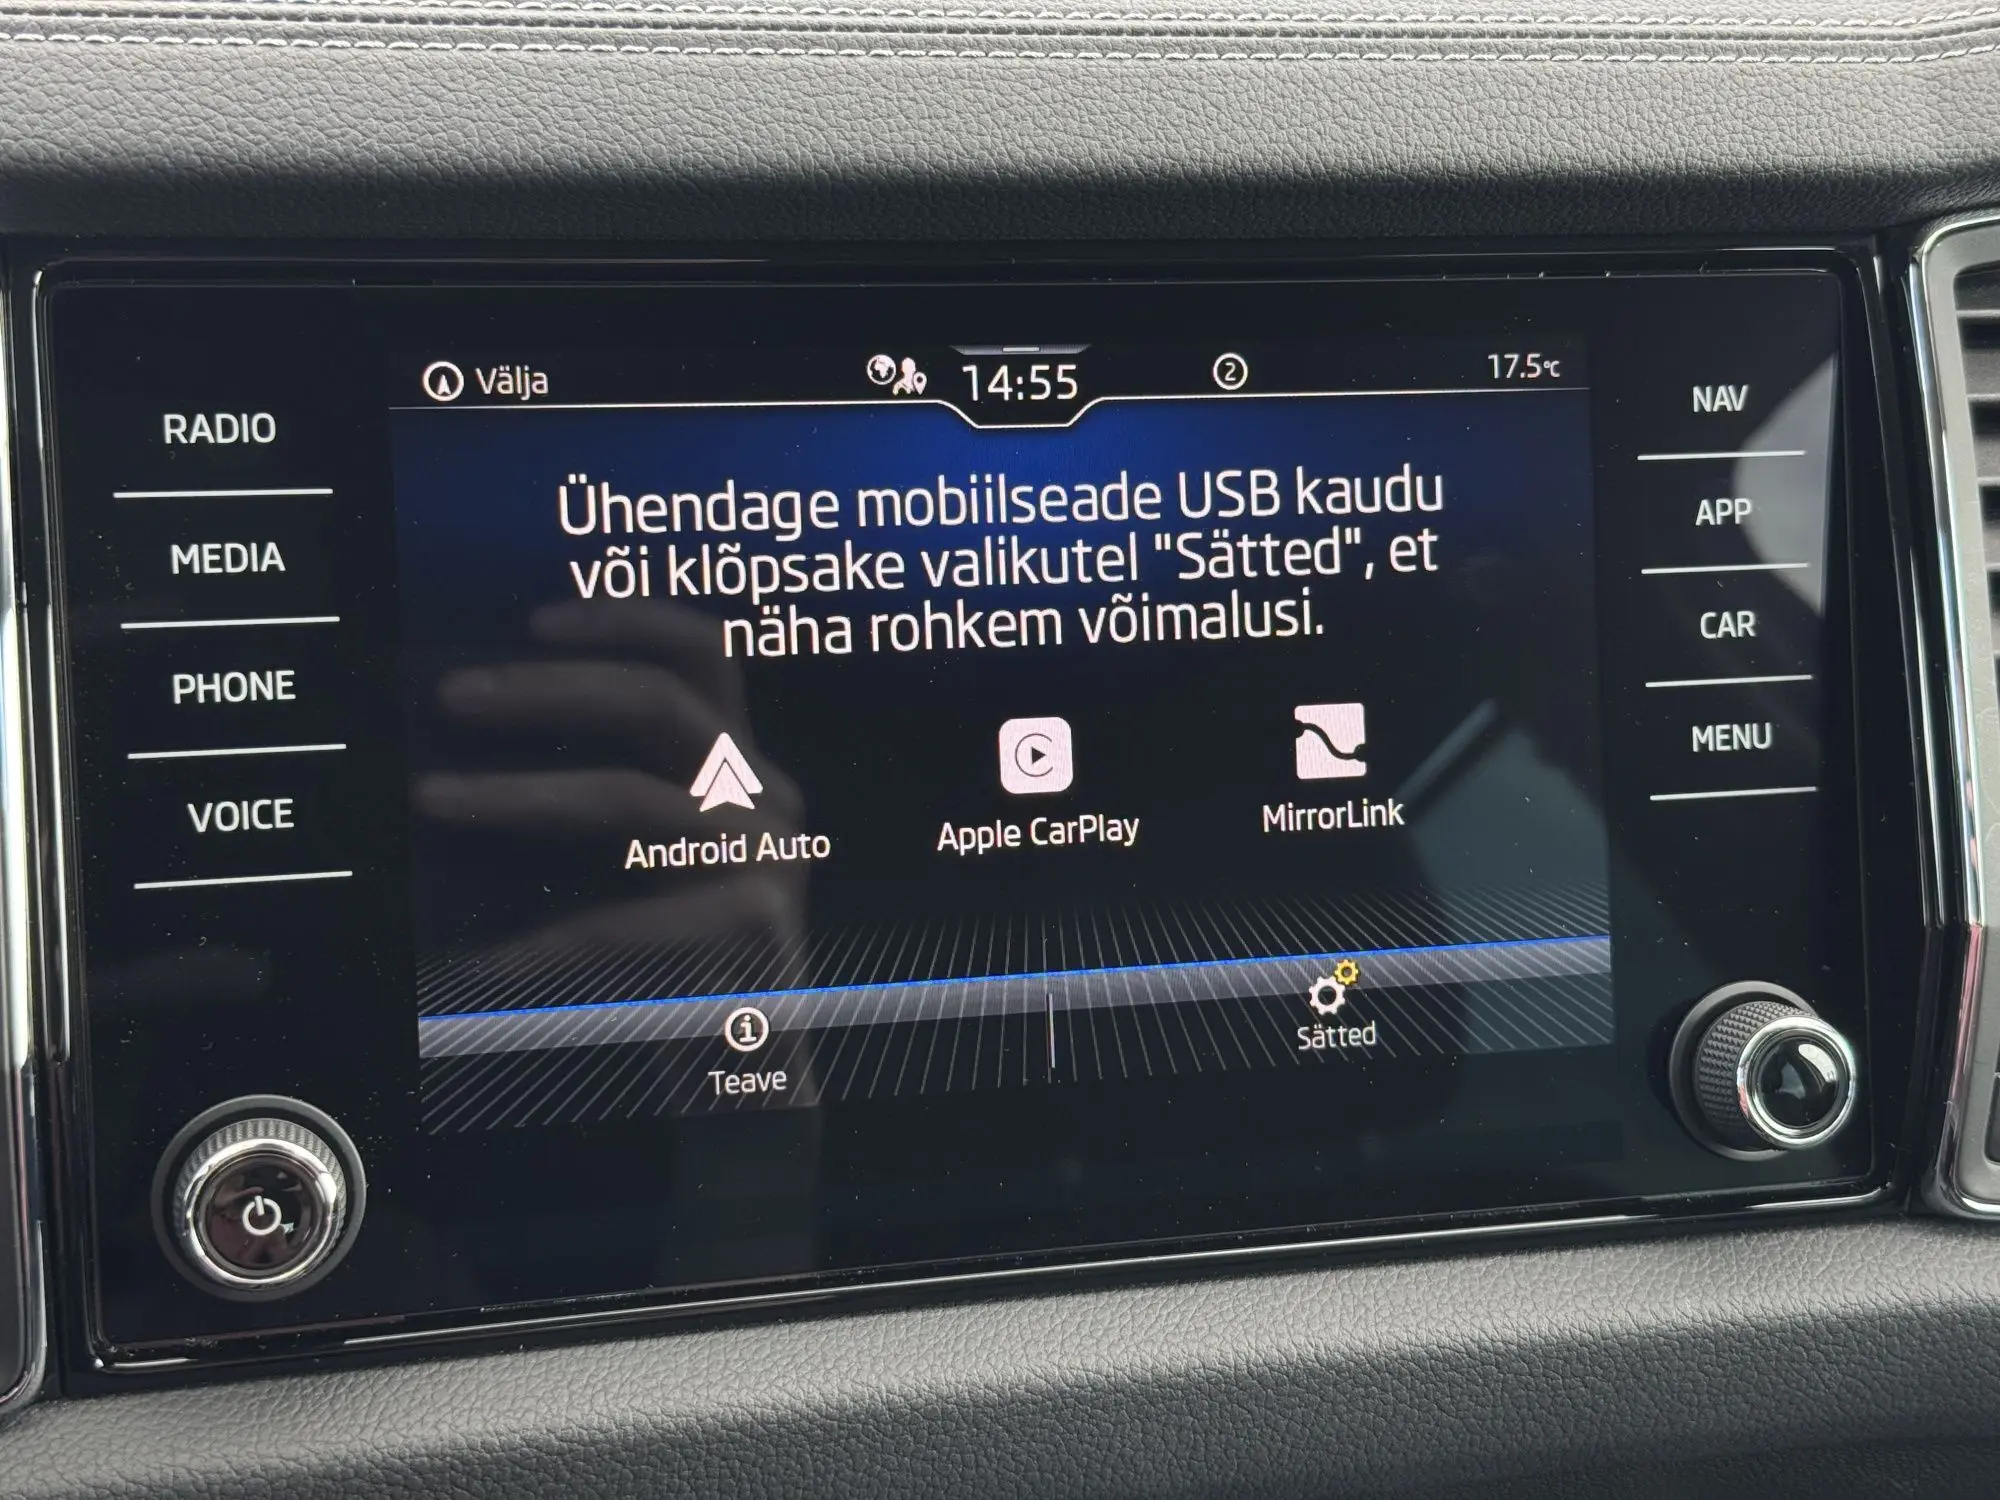 Välja
14:55
2
17.5°C
RADIO
MEDIA
PHONE
VOICE
Ühendage mobiilseade USB kaudu
või klõpsake valikutel "Sätted", et
näha rohkem võimalusi.
Android Auto
Apple CarPlay
MirrorLink
Teave
Sätted
NAV
APP
CAR
MENU